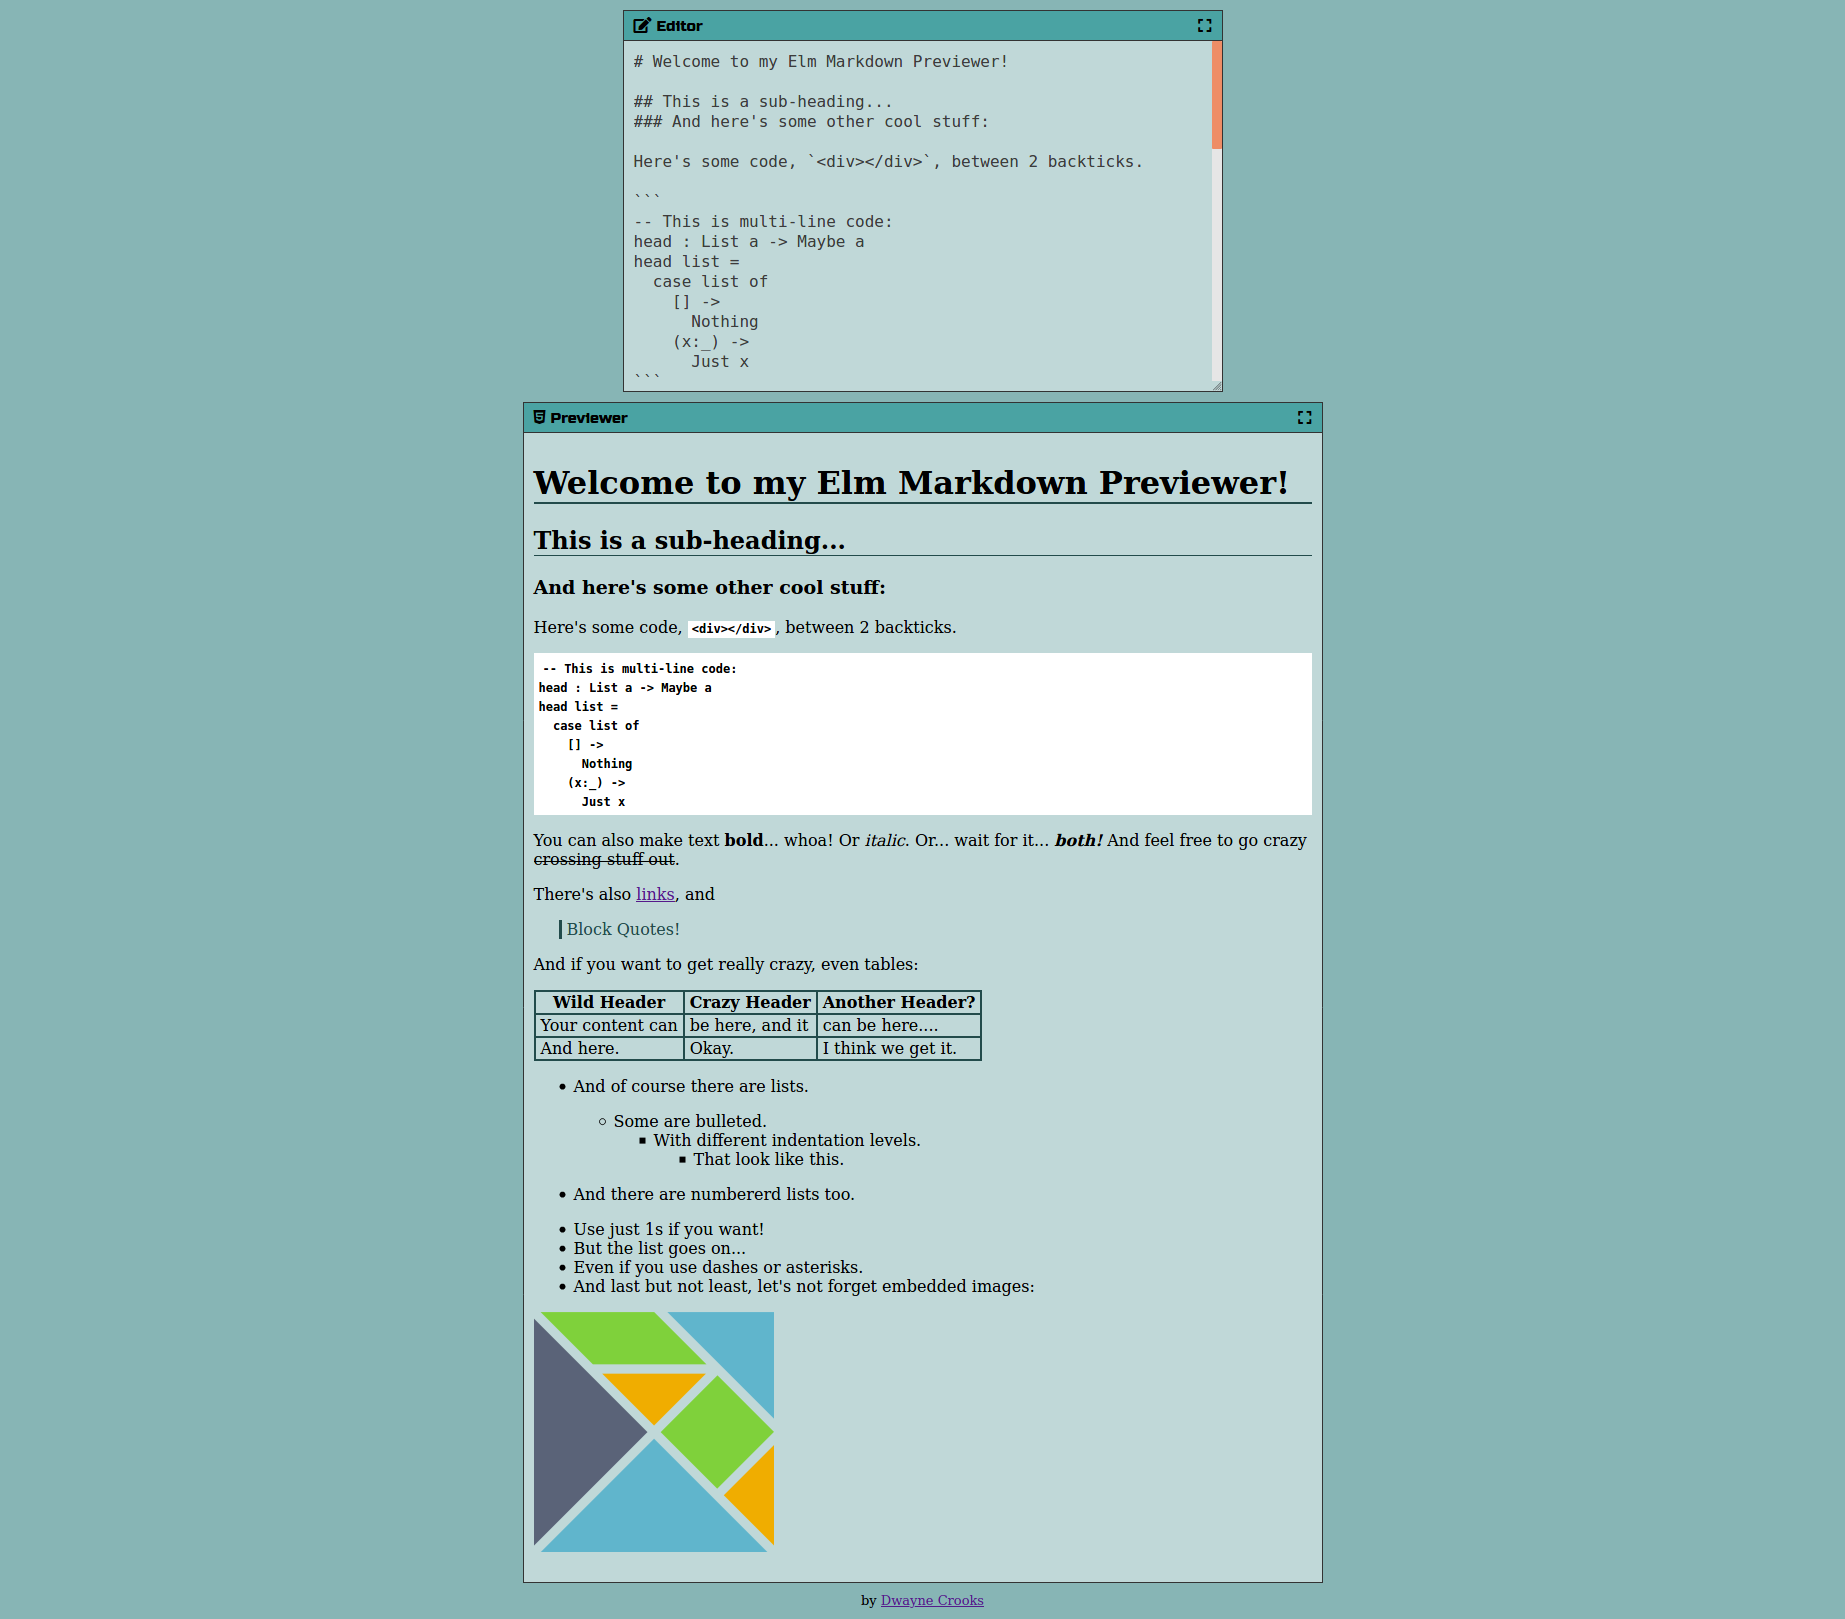 Editor
# Welcome to my Elm Markdown Previewer!
## This is a sub-heading...
### And here's some other cool stuff:
Here's some code, `<div></div>`, between 2 backticks.
```
-- This is multi-line code:
head : List a -> Maybe a
head list =
  case list of
    [] ->
      Nothing
    (x:_) ->
      Just x
```
Previewer
Welcome to my Elm Markdown Previewer!
This is a sub-heading...
And here's some other cool stuff:
Here's some code, <div></div>, between 2 backticks.
-- This is multi-line code:
head : List a -> Maybe a
head list =
  case list of
    [] ->
      Nothing
    (x:_) ->
      Just x
You can also make text bold... whoa! Or italic. Or... wait for it... both! And feel free to go crazy
crossing stuff out.
There's also links, and
Block Quotes!
And if you want to get really crazy, even tables:
Wild Header Crazy Header Another Header?
Your content can be here, and it can be here....
And here. Okay. I think we get it.
• And of course there are lists.
◦ Some are bulleted.
▪ With different indentation levels.
▪ That look like this.
• And there are numbererd lists too.
• Use just 1s if you want!
• But the list goes on...
• Even if you use dashes or asterisks.
• And last but not least, let's not forget embedded images:
by Dwayne Crooks